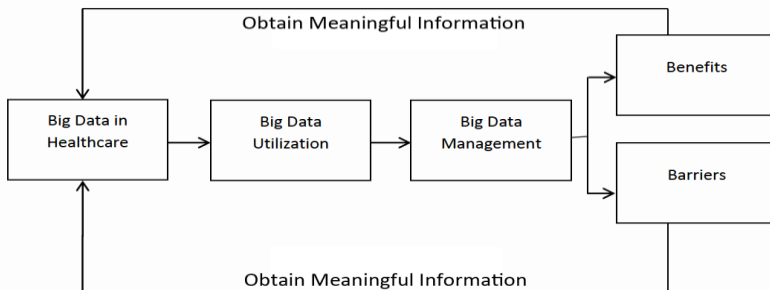 Obtain Meaningful Information
Benefits
Big Data in
Healthcare
Big Data
Utilization
Big Data
Management
Barriers
Obtain Meaningful Information